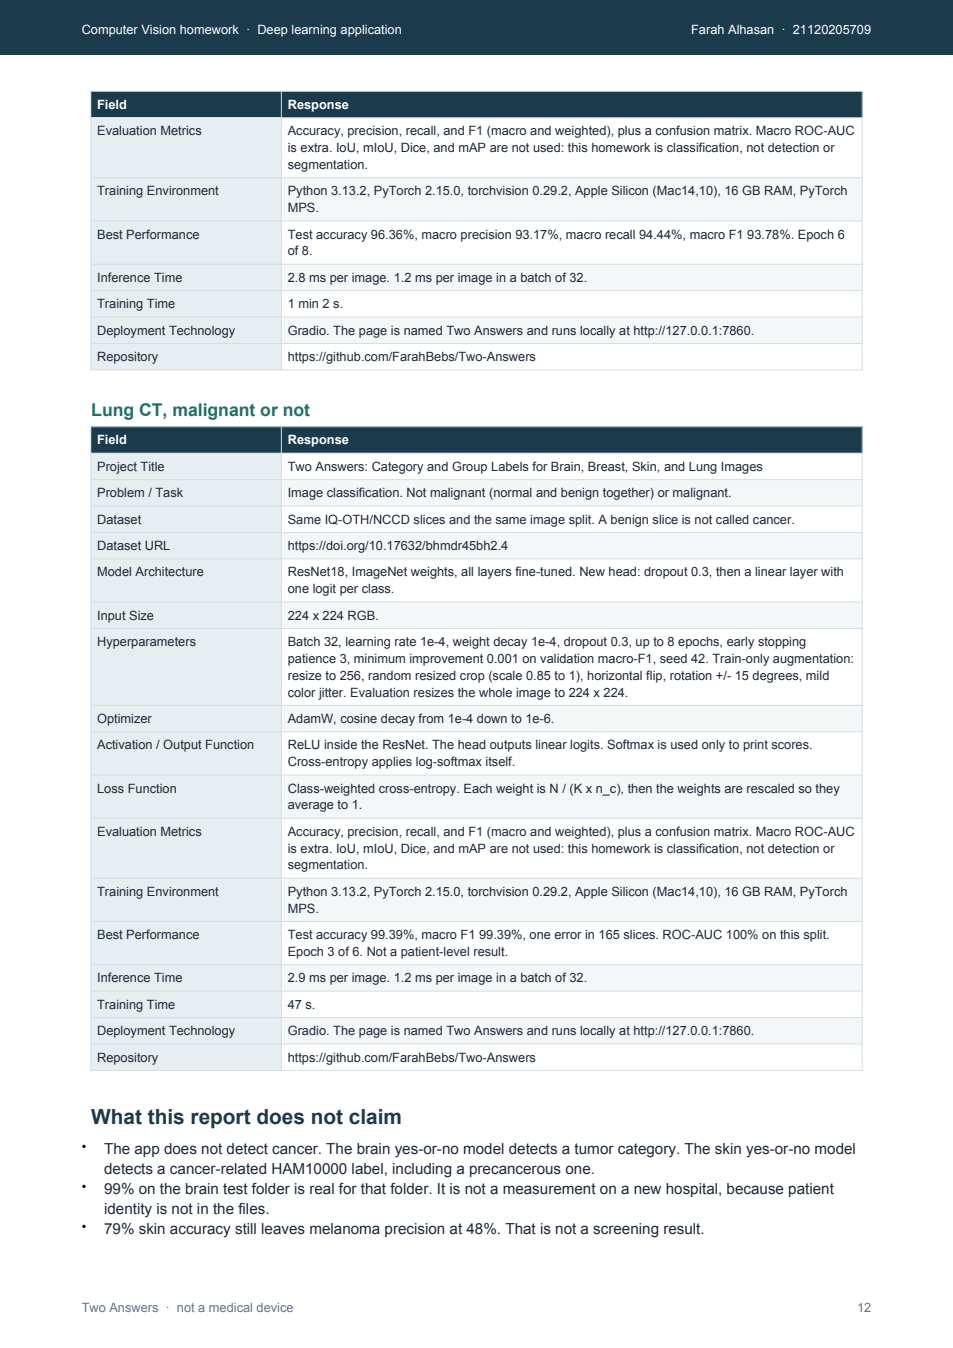 Computer Vision homework · Deep learning application
Farah Alhasan · 21120205709
Field Response
Evaluation Metrics Accuracy, precision, recall, and F1 (macro and weighted), plus a confusion matrix. Macro ROC-AUC
is extra. IoU, mIoU, Dice, and mAP are not used: this homework is classification, not detection or
segmentation.
Training Environment Python 3.13.2, PyTorch 2.15.0, torchvision 0.29.2, Apple Silicon (Mac14,10), 16 GB RAM, PyTorch
MPS.
Best Performance Test accuracy 96.36%, macro precision 93.17%, macro recall 94.44%, macro F1 93.78%. Epoch 6
of 8.
Inference Time 2.8 ms per image. 1.2 ms per image in a batch of 32.
Training Time 1 min 2 s.
Deployment Technology Gradio. The page is named Two Answers and runs locally at http://127.0.0.1:7860.
Repository https://github.com/FarahBebs/Two-Answers
Lung CT, malignant or not
Field Response
Project Title Two Answers: Category and Group Labels for Brain, Breast, Skin, and Lung Images
Problem / Task Image classification. Not malignant (normal and benign together) or malignant.
Dataset Same IQ-OTH/NCCD slices and the same image split. A benign slice is not called cancer.
Dataset URL https://doi.org/10.17632/bhmdr45bh2.4
Model Architecture ResNet18, ImageNet weights, all layers fine-tuned. New head: dropout 0.3, then a linear layer with
one logit per class.
Input Size 224 x 224 RGB.
Hyperparameters Batch 32, learning rate 1e-4, weight decay 1e-4, dropout 0.3, up to 8 epochs, early stopping
patience 3, minimum improvement 0.001 on validation macro-F1, seed 42. Train-only augmentation:
resize to 256, random resized crop (scale 0.85 to 1), horizontal flip, rotation +/- 15 degrees, mild
color jitter. Evaluation resizes the whole image to 224 x 224.
Optimizer AdamW, cosine decay from 1e-4 down to 1e-6.
Activation / Output Function ReLU inside the ResNet. The head outputs linear logits. Softmax is used only to print scores.
Cross-entropy applies log-softmax itself.
Loss Function Class-weighted cross-entropy. Each weight is N / (K x n_c), then the weights are rescaled so they
average to 1.
Evaluation Metrics Accuracy, precision, recall, and F1 (macro and weighted), plus a confusion matrix. Macro ROC-AUC
is extra. IoU, mIoU, Dice, and mAP are not used: this homework is classification, not detection or
segmentation.
Training Environment Python 3.13.2, PyTorch 2.15.0, torchvision 0.29.2, Apple Silicon (Mac14,10), 16 GB RAM, PyTorch
MPS.
Best Performance Test accuracy 99.39%, macro F1 99.39%, one error in 165 slices. ROC-AUC 100% on this split.
Epoch 3 of 6. Not a patient-level result.
Inference Time 2.9 ms per image. 1.2 ms per image in a batch of 32.
Training Time 47 s.
Deployment Technology Gradio. The page is named Two Answers and runs locally at http://127.0.0.1:7860.
Repository https://github.com/FarahBebs/Two-Answers
What this report does not claim
• The app does not detect cancer. The brain yes-or-no model detects a tumor category. The skin yes-or-no model
detects a cancer-related HAM10000 label, including a precancerous one.
• 99% on the brain test folder is real for that folder. It is not a measurement on a new hospital, because patient
identity is not in the files.
• 79% skin accuracy still leaves melanoma precision at 48%. That is not a screening result.
Two Answers · not a medical device
12